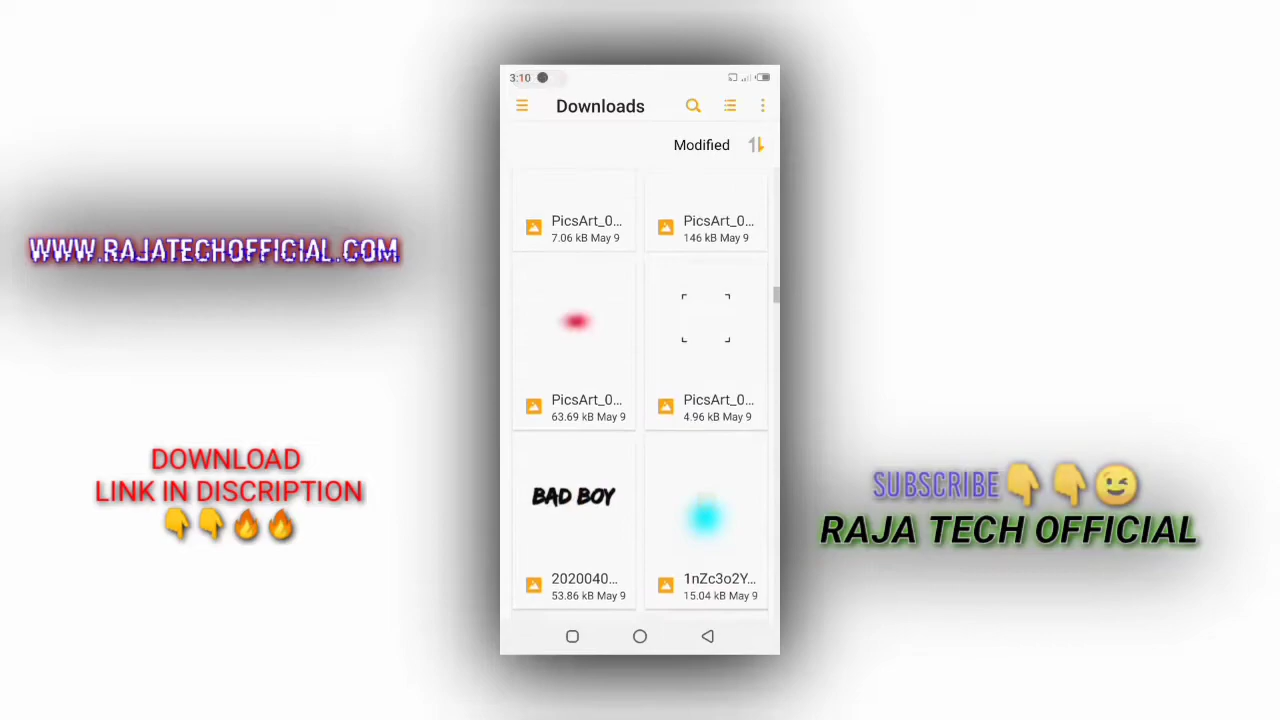 3:10
Downloads
Modified
PicsArt_0...
7.06 kB May 9
PicsArt_0...
146 kB May 9
PicsArt_0...
63.69 kB May 9
PicsArt_0...
4.96 kB May 9
BAD BOY
2020040...
53.86 kB May 9
1nZc3o2Y...
15.04 kB May 9
WWW.RAJATECHOFFICIAL.COM
DOWNLOAD
LINK IN DISCRIPTION
👇👇🔥🔥
SUBSCRIBE👇👇😉
RAJA TECH OFFICIAL